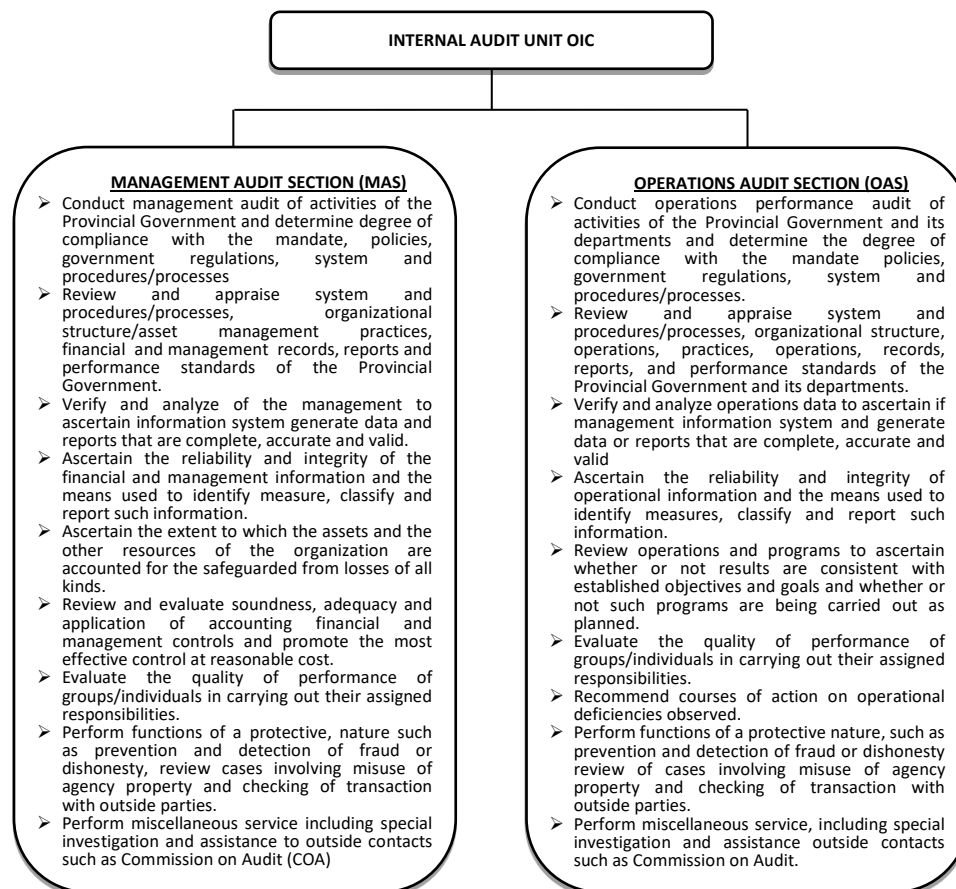 INTERNAL AUDIT UNIT OIC
MANAGEMENT AUDIT SECTION (MAS)
➢ Conduct management audit of activities of the
Provincial Government and determine degree of
compliance with the mandate, policies,
government regulations, system and
procedures/processes
➢ Review and appraise system and
procedures/processes, organizational
structure/asset management practices,
financial and management records, reports and
performance standards of the Provincial
Government.
➢ Verify and analyze of the management to
ascertain information system generate data and
reports that are complete, accurate and valid.
➢ Ascertain the reliability and integrity of the
financial and management information and the
means used to identify measure, classify and
report such information.
➢ Ascertain the extent to which the assets and the
other resources of the organization are
accounted for the safeguarded from losses of all
kinds.
➢ Review and evaluate soundness, adequacy and
application of accounting financial and
management controls and promote the most
effective control at reasonable cost.
➢ Evaluate the quality of performance of
groups/individuals in carrying out their assigned
responsibilities.
➢ Perform functions of a protective, nature such
as prevention and detection of fraud or
dishonesty, review cases involving misuse of
agency property and checking of transaction
with outside parties.
➢ Perform miscellaneous service including special
investigation and assistance to outside contacts
such as Commission on Audit (COA)
OPERATIONS AUDIT SECTION (OAS)
➢ Conduct operations performance audit of
activities of the Provincial Government and its
departments and determine the degree of
compliance with the mandate policies,
government regulations, system and
procedures/processes.
➢ Review and appraise system and
procedures/processes, organizational structure,
operations, practices, operations, records,
reports, and performance standards of the
Provincial Government and its departments.
➢ Verify and analyze operations data to ascertain if
management information system and generate
data or reports that are complete, accurate and
valid
➢ Ascertain the reliability and integrity of
operational information and the means used to
identify measures, classify and report such
information.
➢ Review operations and programs to ascertain
whether or not results are consistent with
established objectives and goals and whether or
not such programs are being carried out as
planned.
➢ Evaluate the quality of performance of
groups/individuals in carrying out their assigned
responsibilities.
➢ Recommend courses of action on operational
deficiencies observed.
➢ Perform functions of a protective nature, such as
prevention and detection of fraud or dishonesty
review of cases involving misuse of agency
property and checking of transaction with
outside parties.
➢ Perform miscellaneous service, including special
investigation and assistance outside contacts
such as Commission on Audit.